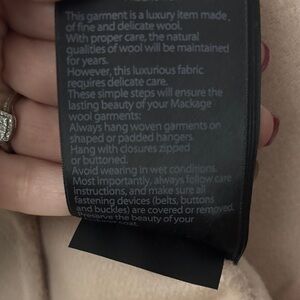 This garment is a luxury item made
of fine and delicate wool.
With proper care, the natural
qualities of wool will be maintained
for years.
However, this luxurious fabric
requires delicate care.
These simple steps will ensure the
lasting beauty of your Mackage
wool garments:
Always hang woven garments on
shaped or padded hangers.
Hang with closures zipped
or buttoned.
Avoid wearing in wet conditions.
Most importantly, always follow care
instructions, and make sure all
fastening devices (belts, buttons
and buckles) are covered or removed.
Preserve the beauty of your
coat.